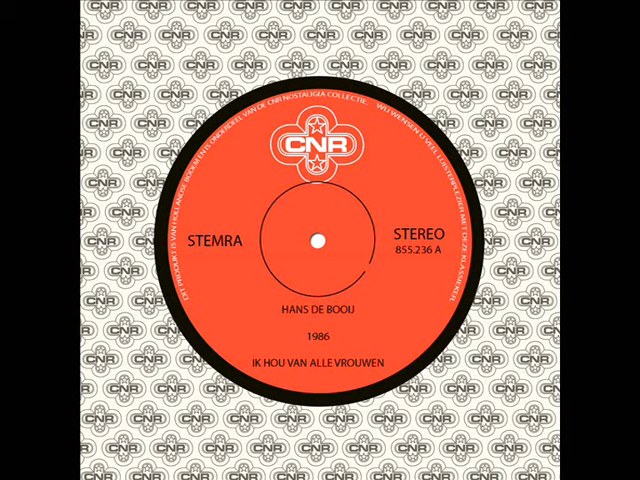 DIT PRODUKT IS VAN HOLLANDSE BODEM EN IS ONDERDEEL VAN DE CNR NOSTALIGIA COLLECTIE. WIJ WENSEN U VEEL LUISTERPLEZIER MET DEZE KLASSIEKER.
CNR
STEMRA
STEREO
855.236 A
HANS DE BOOIJ
1986
IK HOU VAN ALLE VROUWEN